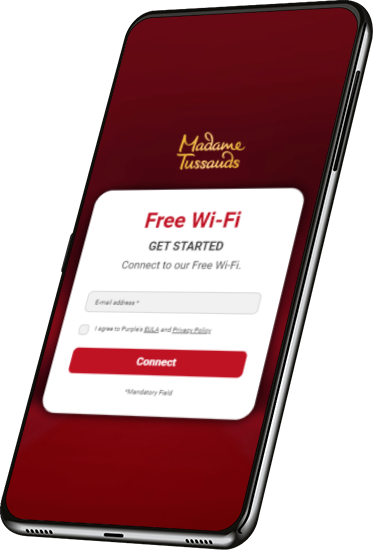 Madame
Tussauds
Free Wi-Fi
GET STARTED
Connect to our Free Wi-Fi.
E-mail address *
I agree to Purple's EULA and Privacy Policy
Connect
*Mandatory Field